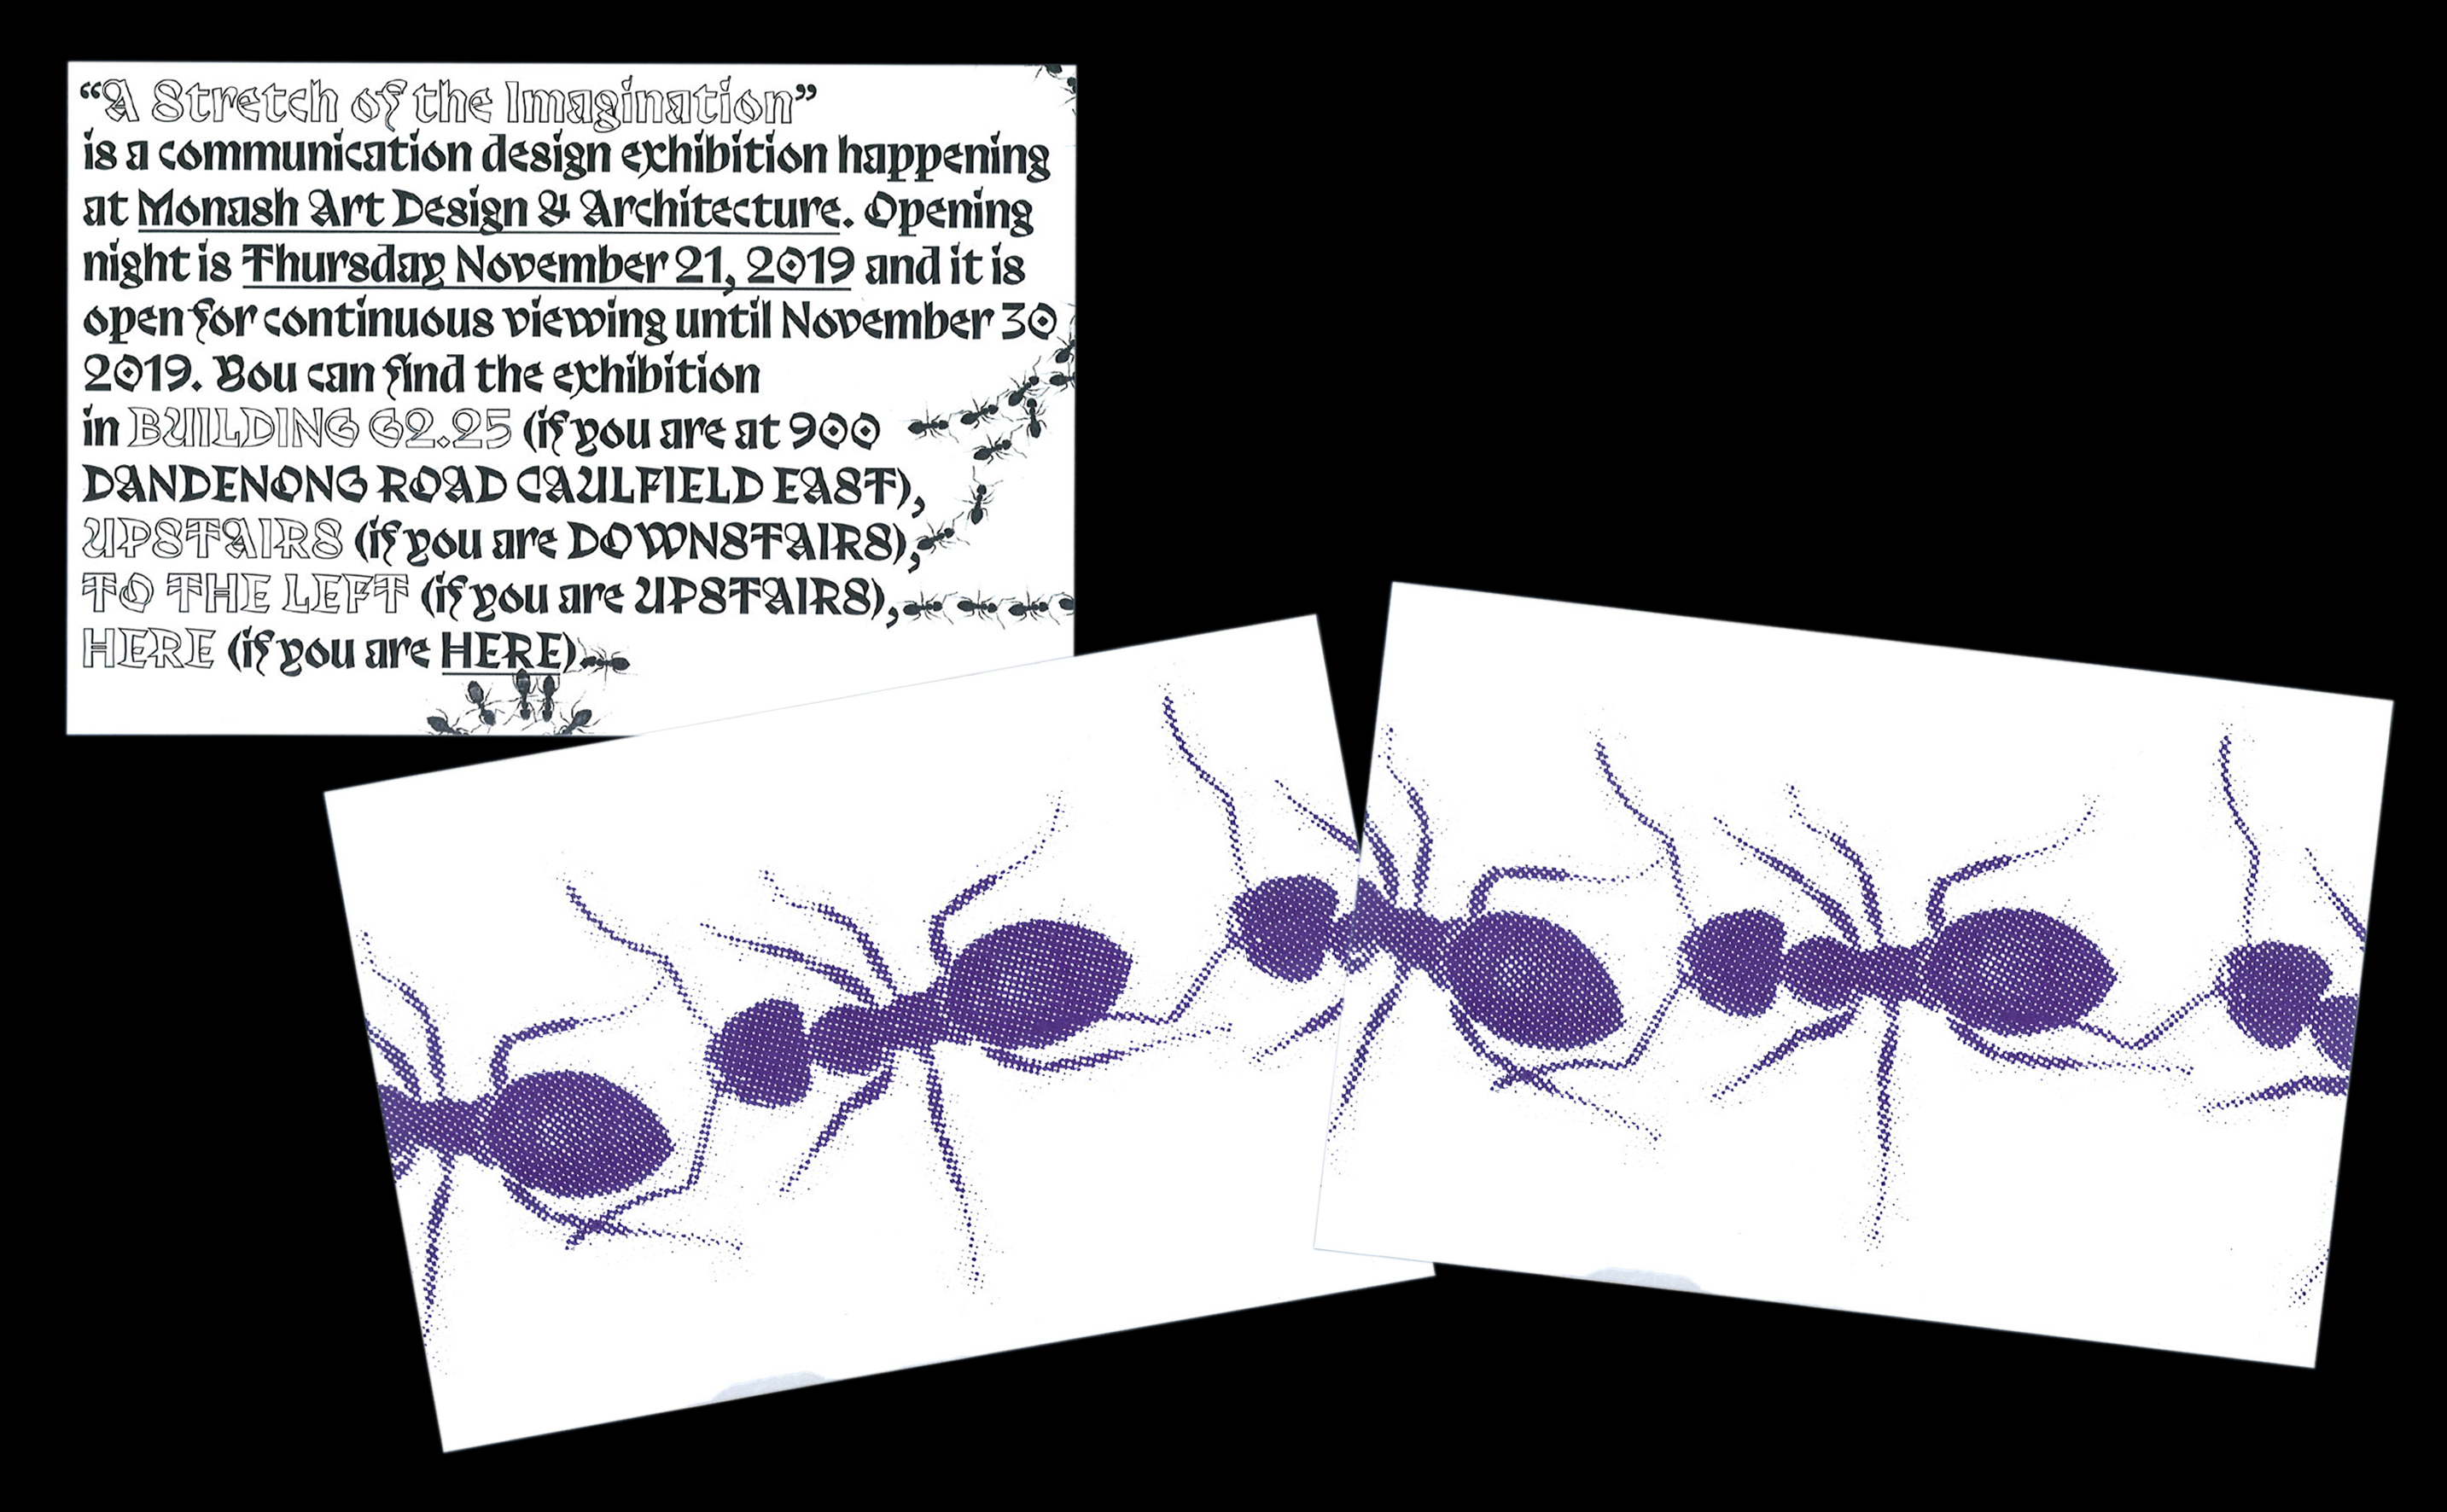 “A Stretch of the Imagination”
is a communication design exhibition happening
at Monash Art Design & Architecture. Opening
night is Thursday November 21, 2019 and it is
open for continuous viewing until November 30
2019. You can find the exhibition
in BUILDING G2.25 (if you are at 900
DANDENONG ROAD CAULFIELD EAST),
UPSTAIRS (if you are DOWNSTAIRS),
TO THE LEFT (if you are UPSTAIRS),
HERE (if you are HERE)